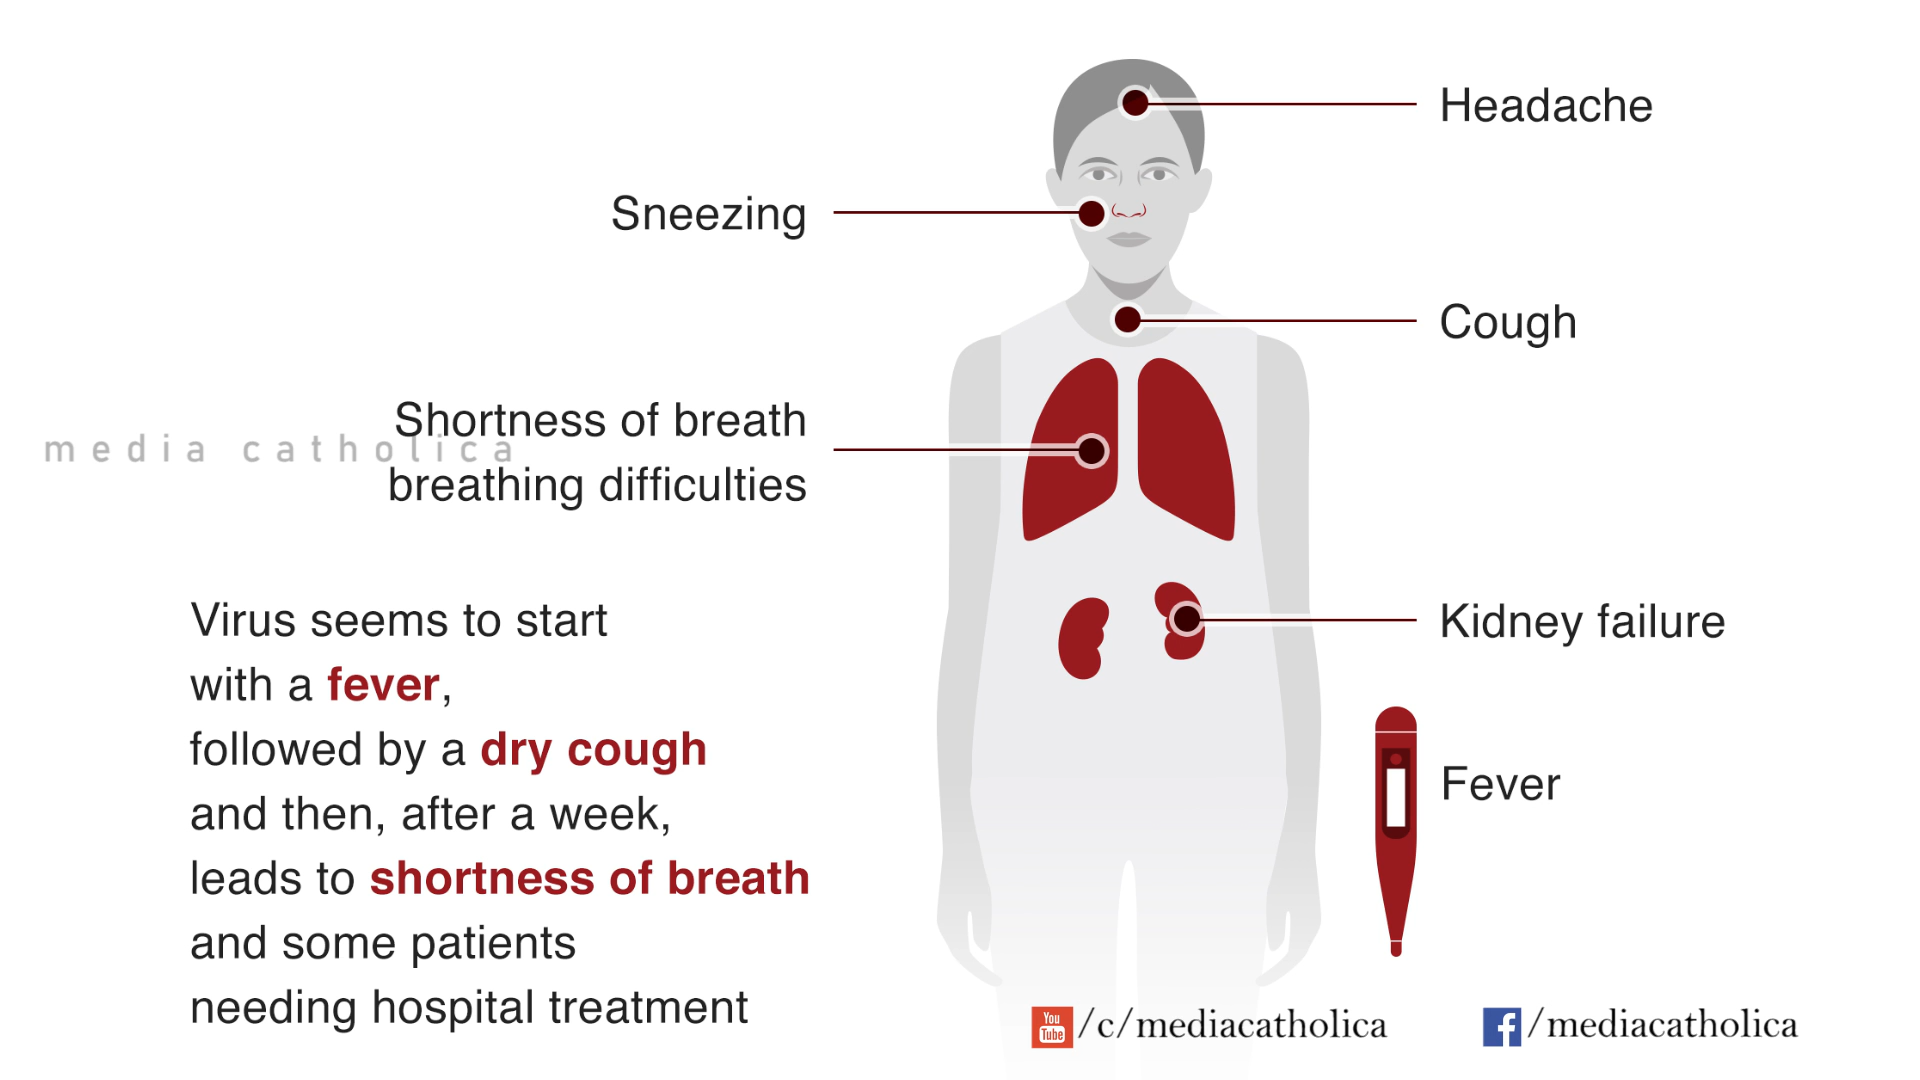 Headache
Sneezing
Cough
Shortness of breath
breathing difficulties
media catholica
Kidney failure
Fever
Virus seems to start
with a fever,
followed by a dry cough
and then, after a week,
leads to shortness of breath
and some patients
needing hospital treatment
You Tube /c/mediacatholica
f /mediacatholica